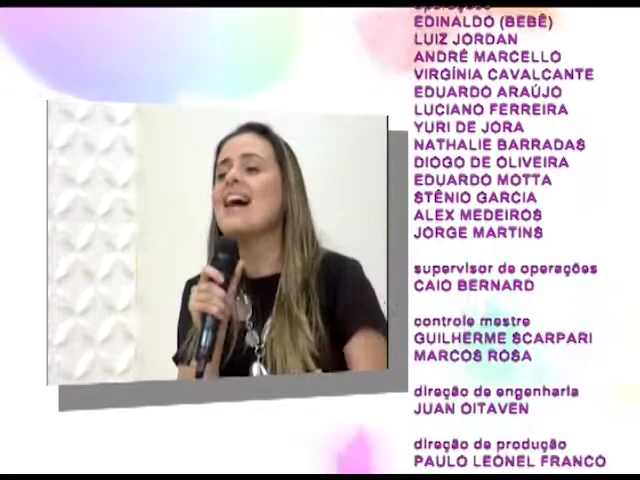 operações
EDINALDO (BEBÊ)
LUIZ JORDAN
ANDRÉ MARCELLO
VIRGÍNIA CAVALCANTE
EDUARDO ARAÚJO
LUCIANO FERREIRA
YURI DE JORA
NATHALIE BARRADAS
DIOGO DE OLIVEIRA
EDUARDO MOTTA
STÊNIO GARCIA
ALEX MEDEIROS
JORGE MARTINS
supervisor de operações
CAIO BERNARD
controle mestre
GUILHERME SCARPARI
MARCOS ROSA
direção de engenharia
JUAN OITAVEN
direção de produção
PAULO LEONEL FRANCO